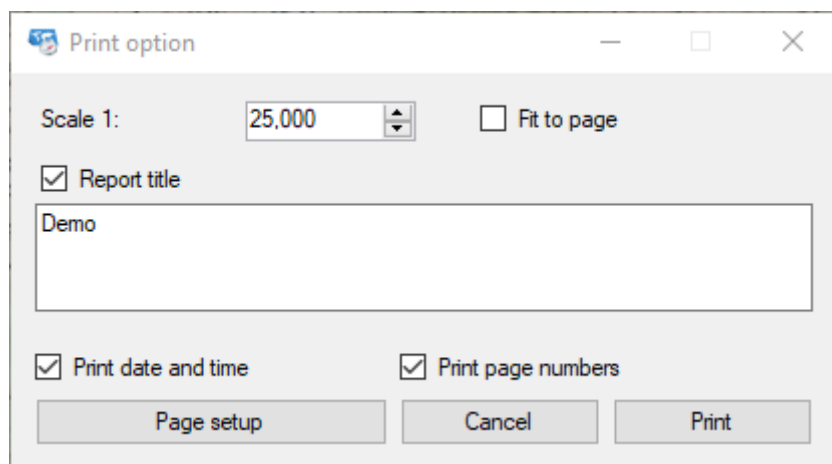 Print option
Scale 1: 25,000 Fit to page
Report title
Demo
Print date and time Print page numbers
Page setup Cancel Print